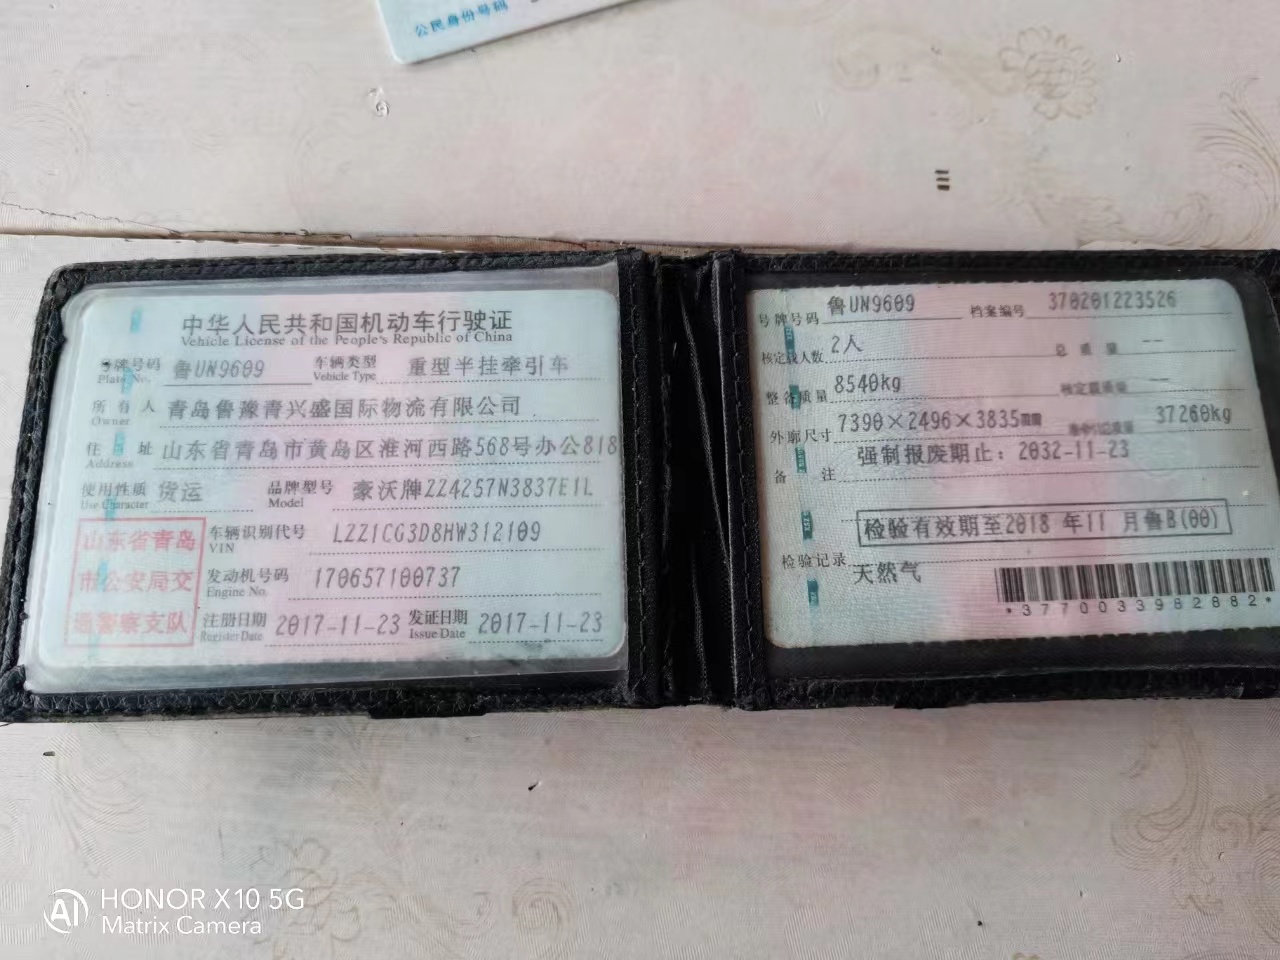 公民身份号码
中华人民共和国机动车行驶证
Vehicle License of the People's Republic of China
号牌号码 鲁UN9609 车辆类型 重型半挂牵引车
Plate No. Vehicle Type
所有人 青岛鲁豫青兴盛国际物流有限公司
Owner
住址 山东省青岛市黄岛区淮河西路568号办公818
Address
使用性质 货运 品牌型号 豪沃牌ZZ4257N3837E1L
Use Character Model
山东省青岛
市公安局交
通警察支队
车辆识别代号 LZZ1CG3D8HW312109
VIN
发动机号码 170657100737
Engine No.
注册日期 2017-11-23 发证日期 2017-11-23
Register Date Issue Date
号牌号码 鲁UN9609 档案编号 370201223526
核定载人数 2人 总质量 --
整备质量 8540kg 核定载质量 --
外廓尺寸 7390×2496×3835mm 37260kg
备注 强制报废期止：2032-11-23
检验有效期至2018 年11 月鲁B(00)
检验记录
天然气
*3770033982882*
HONOR X10 5G
Matrix Camera